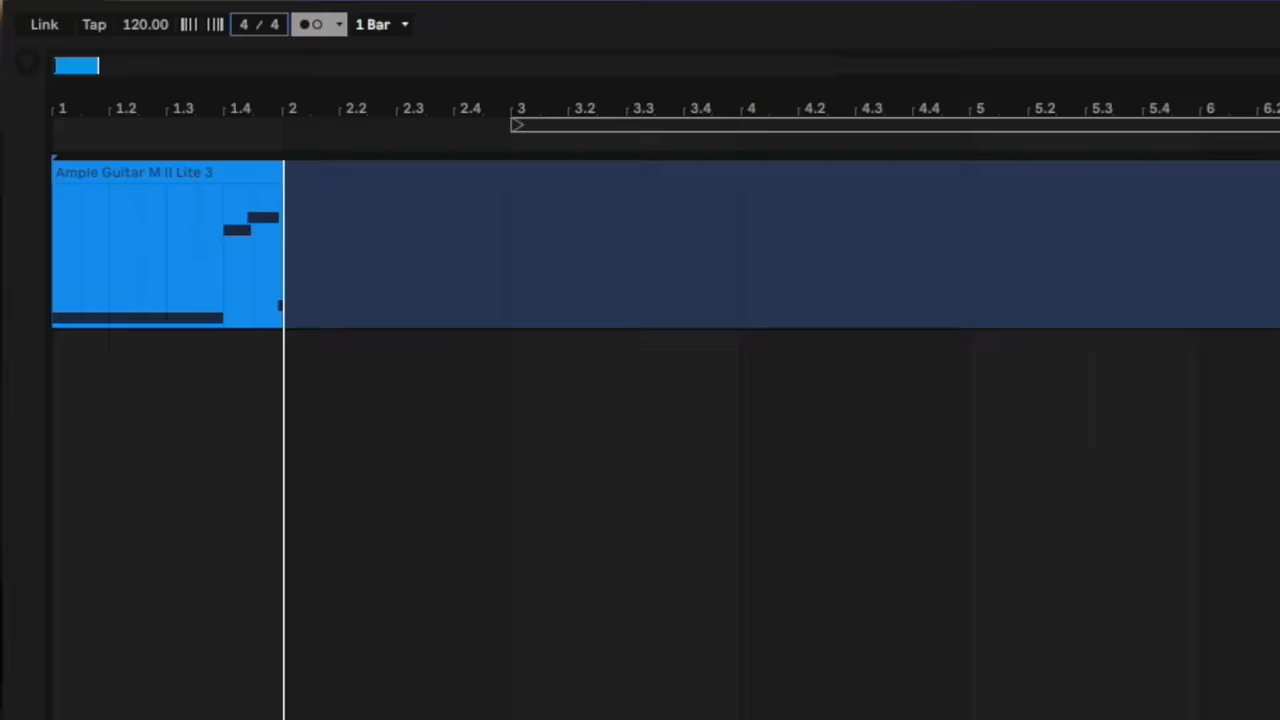 Link Tap 120.00 4 / 4 1 Bar
1 1.2 1.3 1.4 2 2.2 2.3 2.4 3 3.2 3.3 3.4 4 4.2 4.3 4.4 5 5.2 5.3 5.4 6 6.2
Ample Guitar M II Lite 3